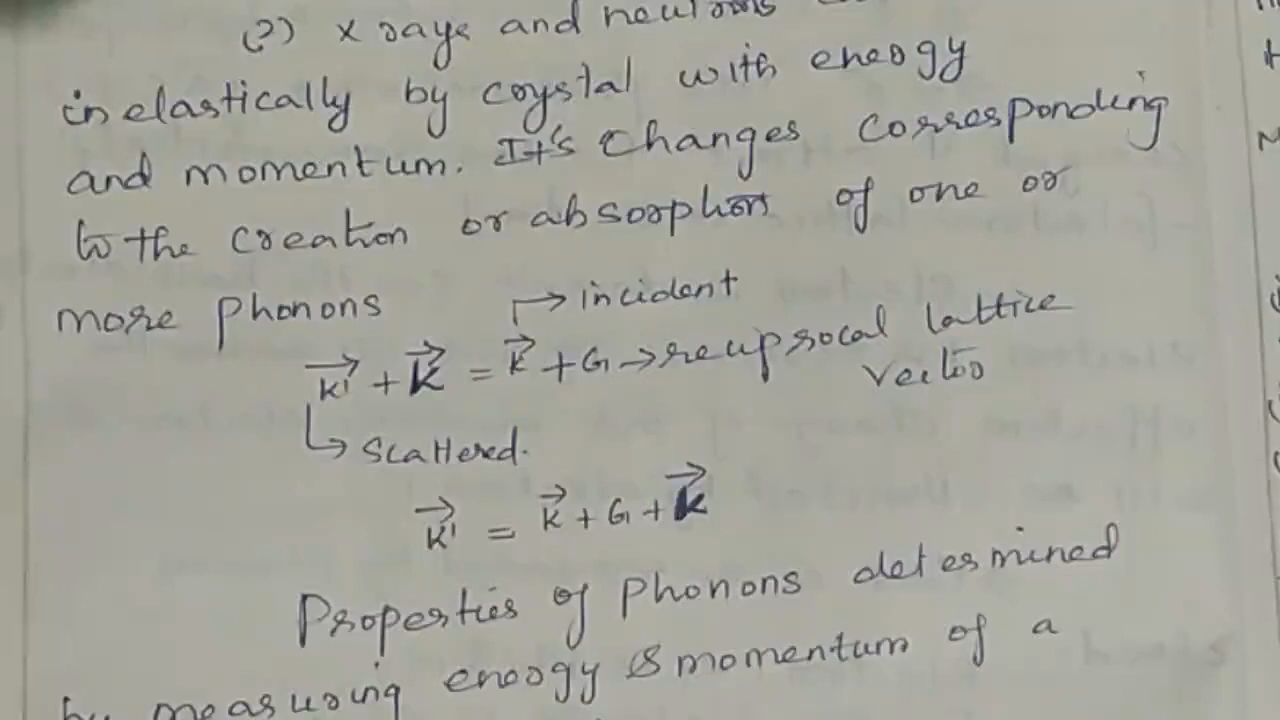 (2) x rays and neutrons
inelastically by crystal with energy
and momentum. It's changes corresponding
to the creation or absorption of one or
more phonons
→ incident
K' + K = K + G → reciprocal lattice
vector
↳ scattered.
K' = K + G + K
Properties of phonons determined
by measuring energy & momentum of a